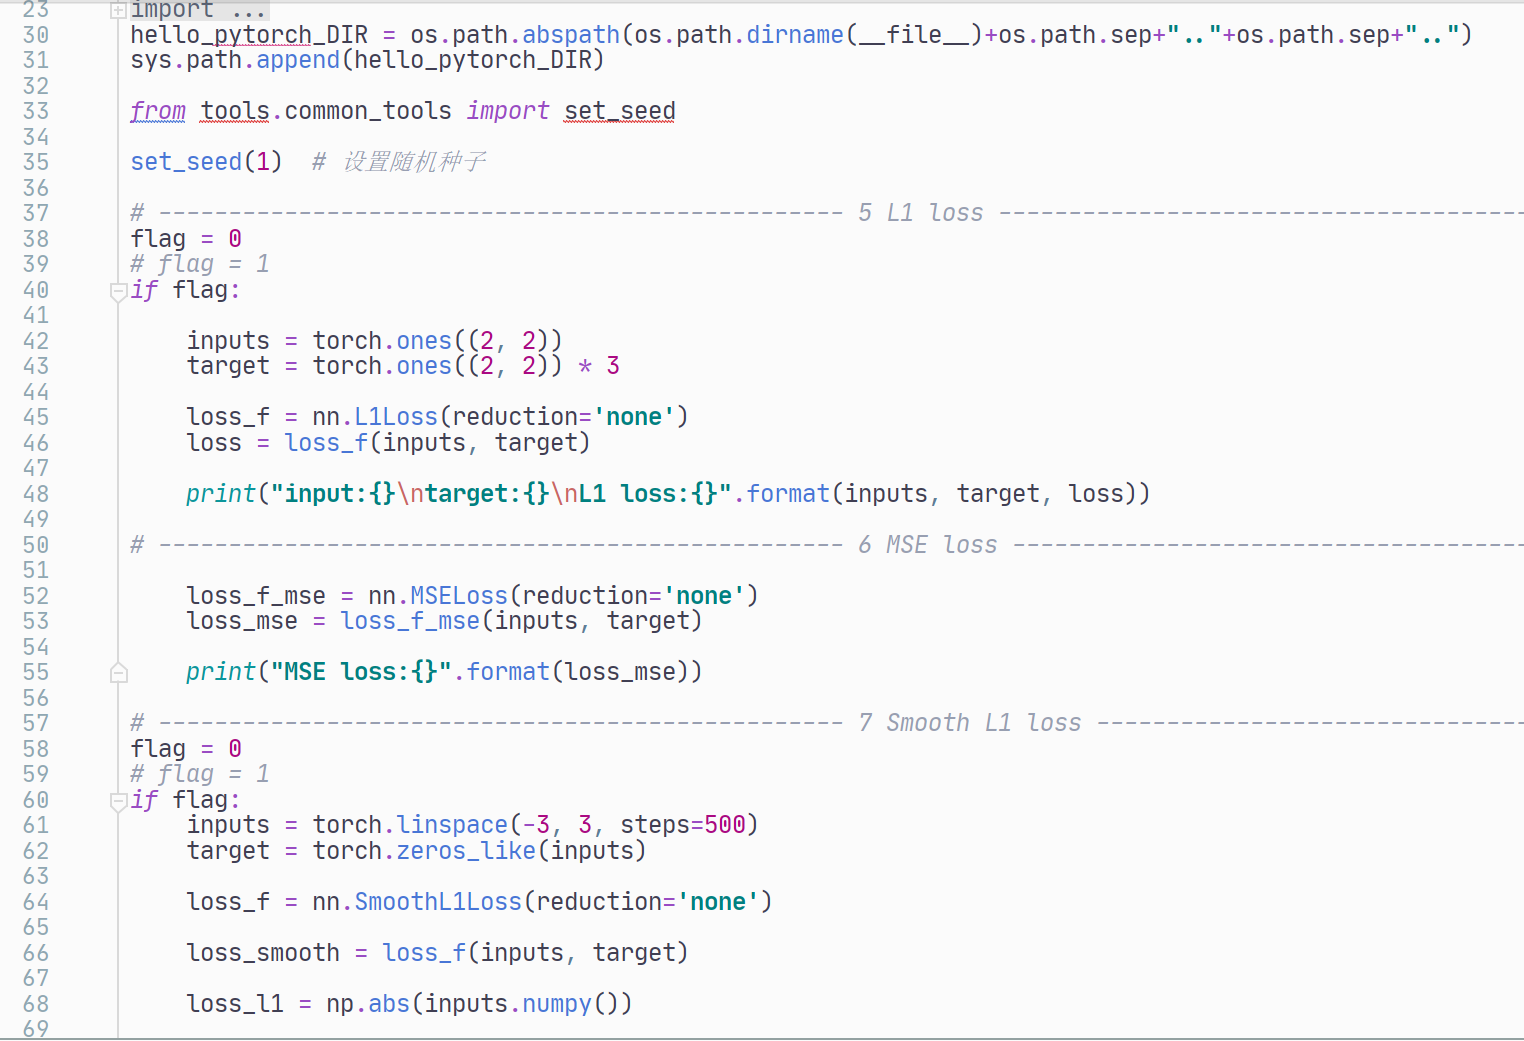 23 import ...
30 hello_pytorch_DIR = os.path.abspath(os.path.dirname(__file__)+os.path.sep+".."+os.path.sep+"..")
31 sys.path.append(hello_pytorch_DIR)
32
33 from tools.common_tools import set_seed
34
35 set_seed(1)  # 设置随机种子
36
37 # ------------------------------------------------- 5 L1 loss --------------------------------------
38 flag = 0
39 # flag = 1
40 if flag:
41
42     inputs = torch.ones((2, 2))
43     target = torch.ones((2, 2)) * 3
44
45     loss_f = nn.L1Loss(reduction='none')
46     loss = loss_f(inputs, target)
47
48     print("input:{}\ntarget:{}\nL1 loss:{}".format(inputs, target, loss))
49
50 # ------------------------------------------------- 6 MSE loss -------------------------------------
51
52     loss_f_mse = nn.MSELoss(reduction='none')
53     loss_mse = loss_f_mse(inputs, target)
54
55     print("MSE loss:{}".format(loss_mse))
56
57 # ------------------------------------------------- 7 Smooth L1 loss -------------------------------
58 flag = 0
59 # flag = 1
60 if flag:
61     inputs = torch.linspace(-3, 3, steps=500)
62     target = torch.zeros_like(inputs)
63
64     loss_f = nn.SmoothL1Loss(reduction='none')
65
66     loss_smooth = loss_f(inputs, target)
67
68     loss_l1 = np.abs(inputs.numpy())
69